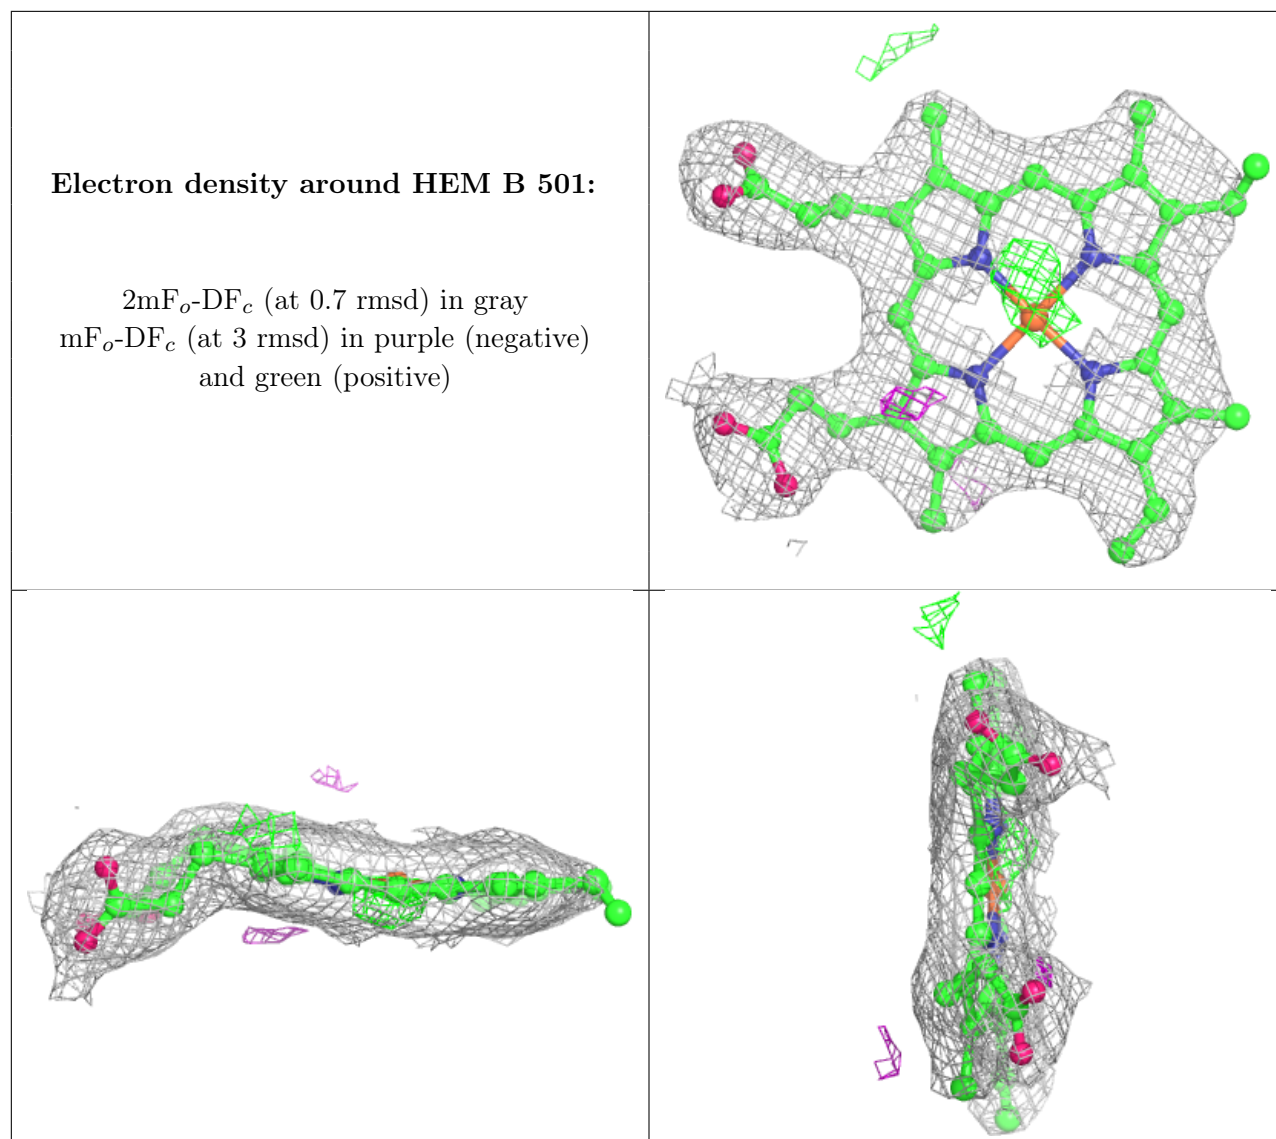 Electron density around HEM B 501:
2mFo-DFc (at 0.7 rmsd) in gray
mFo-DFc (at 3 rmsd) in purple (negative)
and green (positive)